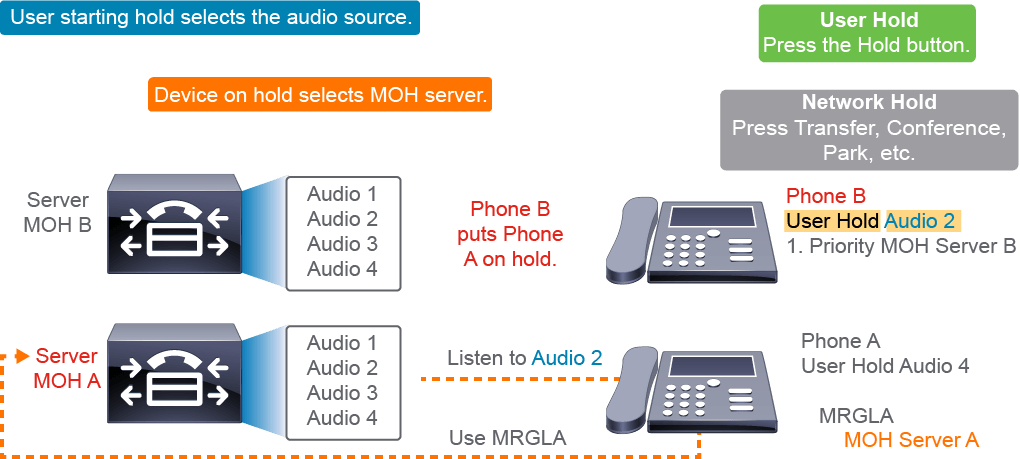 User starting hold selects the audio source.
User Hold
Press the Hold button.
Device on hold selects MOH server.
Network Hold
Press Transfer, Conference,
Park, etc.
Server
MOH B
Audio 1
Audio 2
Audio 3
Audio 4
Phone B
puts Phone
A on hold.
Phone B
User Hold Audio 2
1. Priority MOH Server B
Server
MOH A
Audio 1
Audio 2
Audio 3
Audio 4
Listen to Audio 2
Use MRGLA
Phone A
User Hold Audio 4
MRGLA
MOH Server A